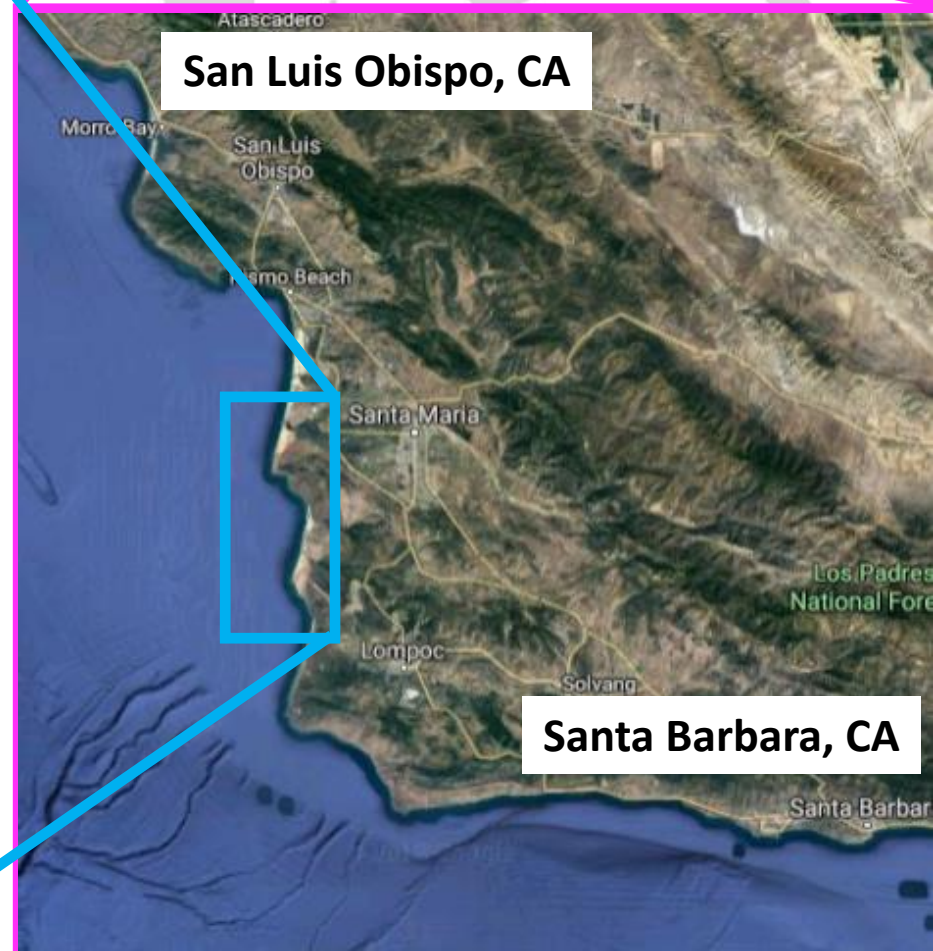 Atascadero
San Luis Obispo, CA
Morro Bay
San Luis
Obispo
Pismo Beach
Santa Maria
Los Padres
National Fore
Lompoc
Solvang
Santa Barbara, CA
Santa Barbar